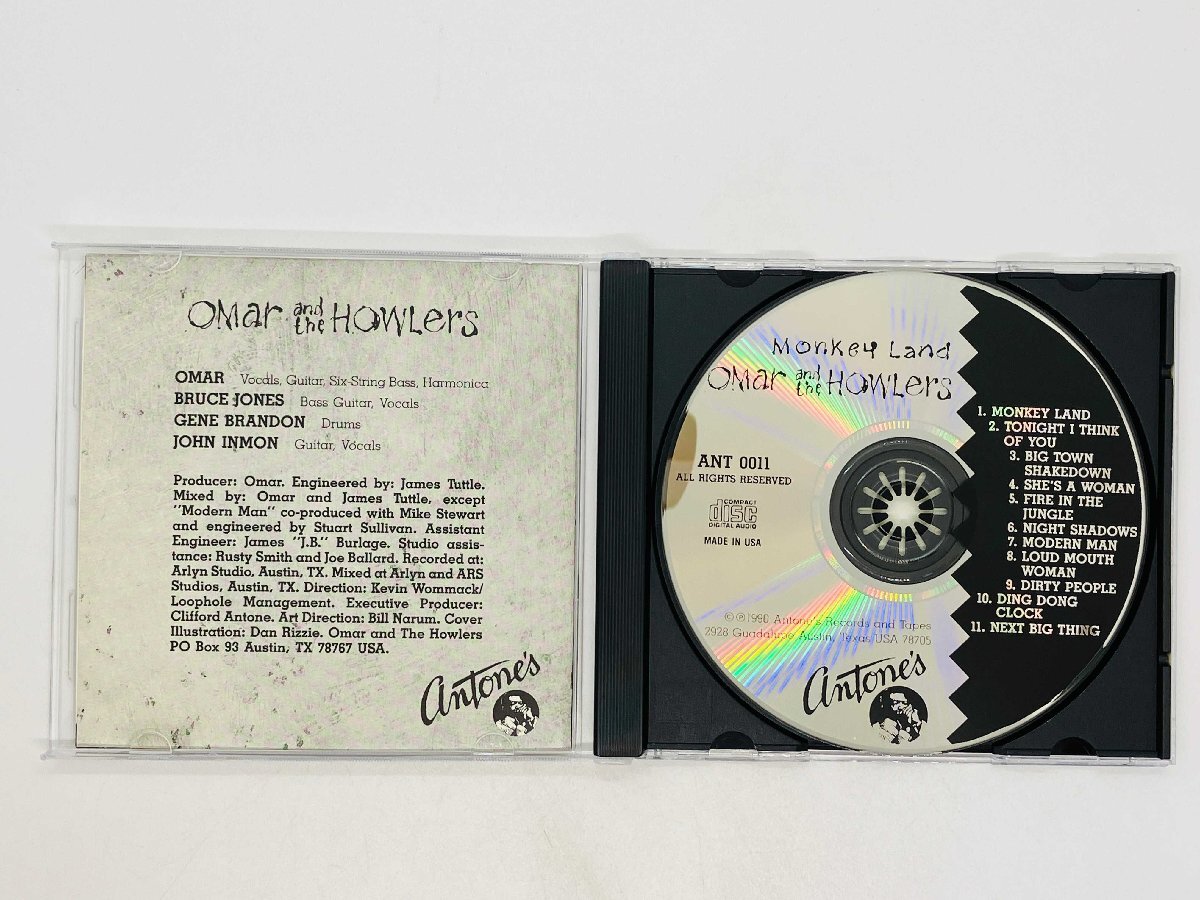 OMar and the HOWLers
OMAR Vocals, Guitar, Six-String Bass, Harmonica
BRUCE JONES Bass Guitar, Vocals
GENE BRANDON Drums
JOHN INMON Guitar, Vocals
Producer: Omar. Engineered by: James Tuttle.
Mixed by: Omar and James Tuttle, except
"Modern Man" co-produced with Mike Stewart
and engineered by Stuart Sullivan. Assistant
Engineer: James "J.B." Burlage. Studio assis-
tance: Rusty Smith and Joe Ballard. Recorded at:
Arlyn Studio, Austin, TX. Mixed at Arlyn and ARS
Studios, Austin, TX. Direction: Kevin Wommack/
Loophole Management. Executive Producer:
Clifford Antone. Art Direction: Bill Narum. Cover
Illustration: Dan Rizzie. Omar and The Howlers
PO Box 93 Austin, TX 78767 USA.
Antone's
Monkey Land
OMar and the HOWLers
ANT 0011
ALL RIGHTS RESERVED
COMPACT
disc
DIGITAL AUDIO
MADE IN USA
1. MONKEY LAND
2. TONIGHT I THINK
OF YOU
3. BIG TOWN
SHAKEDOWN
4. SHE'S A WOMAN
5. FIRE IN THE
JUNGLE
6. NIGHT SHADOWS
7. MODERN MAN
8. LOUD MOUTH
WOMAN
9. DIRTY PEOPLE
10. DING DONG
CLOCK
11. NEXT BIG THING
©℗1990 Antone's Records and Tapes
2928 Guadalupe Austin, Texas USA 78705
Antone's